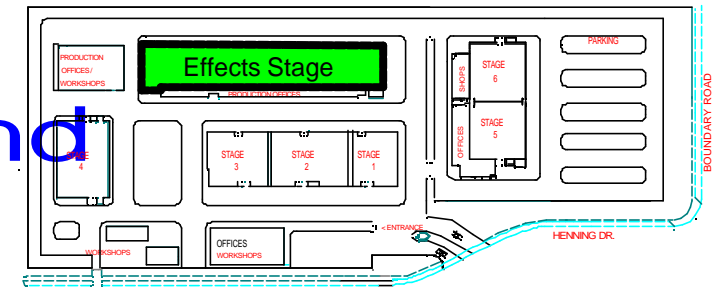 PRODUCTION
OFFICES/
WORKSHOPS
Effects Stage
PRODUCTION OFFICES
SHOPS
STAGE
6
PARKING
OFFICES
STAGE
5
BOUNDARY ROAD
nd
STAGE
4
STAGE
3
STAGE
2
STAGE
1
< ENTRANCE
HENNING DR.
WORKSHOPS
OFFICES
WORKSHOPS